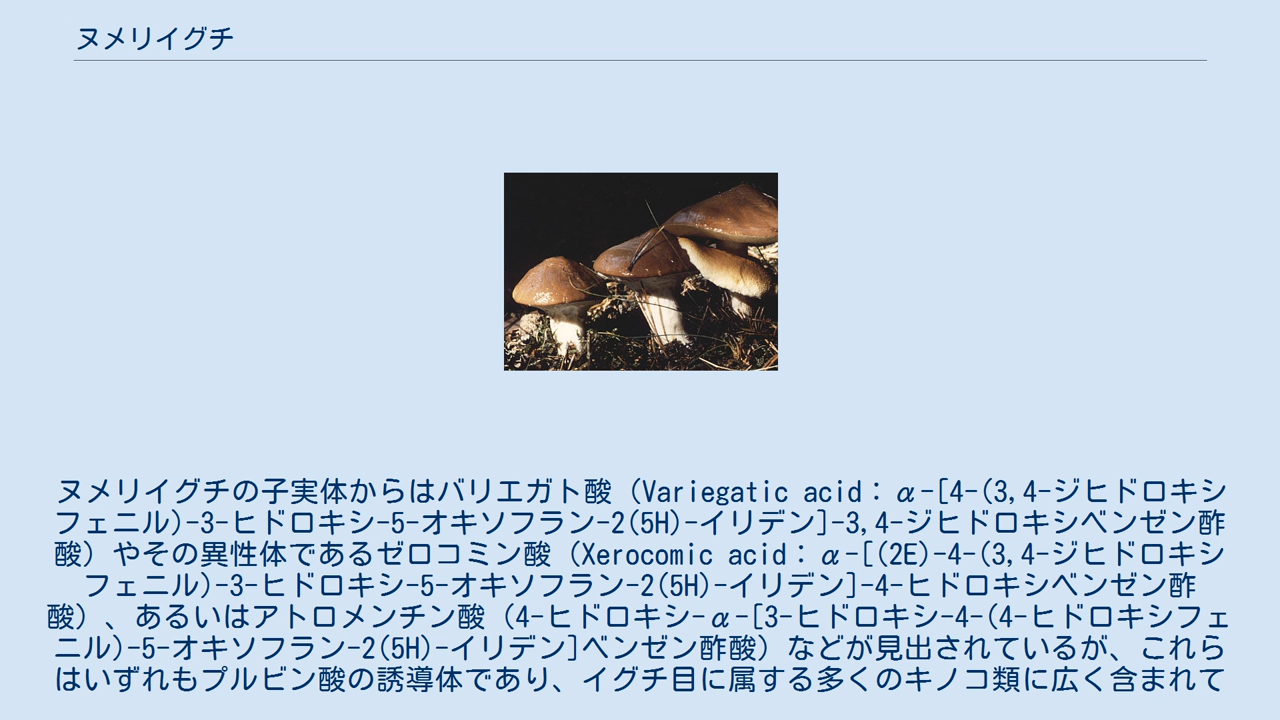 ヌメリイグチ
ヌメリイグチの子実体からはバリエガト酸（Variegatic acid：α-[4-(3,4-ジヒドロキシ
フェニル)-3-ヒドロキシ-5-オキソフラン-2(5H)-イリデン]-3,4-ジヒドロキシベンゼン酢
酸）やその異性体であるゼロコミン酸（Xerocomic acid：α-[(2E)-4-(3,4-ジヒドロキシ
フェニル)-3-ヒドロキシ-5-オキソフラン-2(5H)-イリデン]-4-ヒドロキシベンゼン酢
酸）、あるいはアトロメンチン酸（4-ヒドロキシ-α-[3-ヒドロキシ-4-(4-ヒドロキシフェ
ニル)-5-オキソフラン-2(5H)-イリデン]ベンゼン酢酸）などが見出されているが、これら
はいずれもプルビン酸の誘導体であり、イグチ目に属する多くのキノコ類に広く含まれて